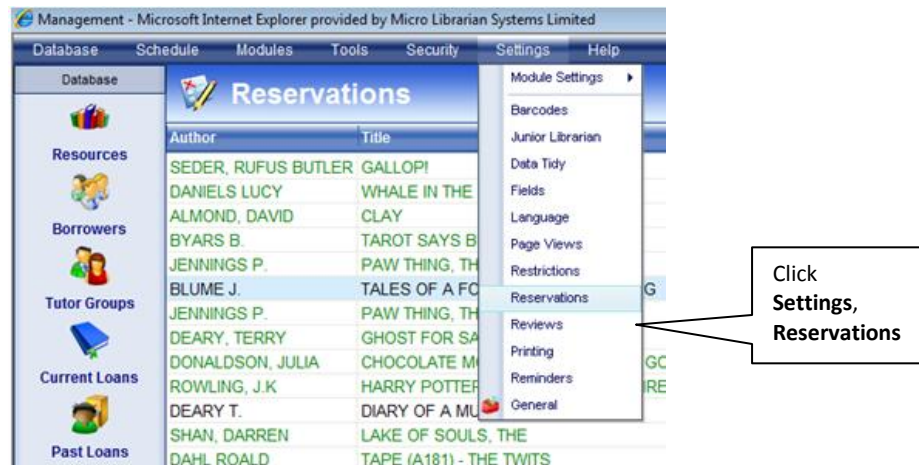 Management - Microsoft Internet Explorer provided by Micro Librarian Systems Limited
Database Schedule Modules Tools Security Settings Help
Database
Resources
Borrowers
Tutor Groups
Current Loans
Past Loans
Reservations
Author Title
SEDER, RUFUS BUTLER GALLOP!
DANIELS LUCY WHALE IN THE
ALMOND, DAVID CLAY
BYARS B. TAROT SAYS B
JENNINGS P. PAW THING, TH
BLUME J. TALES OF A FO G
JENNINGS P. PAW THING, TH
DEARY, TERRY GHOST FOR SA
DONALDSON, JULIA CHOCOLATE M GO
ROWLING, J.K HARRY POTTER IRE
DEARY T. DIARY OF A MU
SHAN, DARREN LAKE OF SOULS, THE
DAHL ROALD TAPE (A181) - THE TWITS
Module Settings
Barcodes
Junior Librarian
Data Tidy
Fields
Language
Page Views
Restrictions
Reservations
Reviews
Printing
Reminders
General
Click
Settings,
Reservations